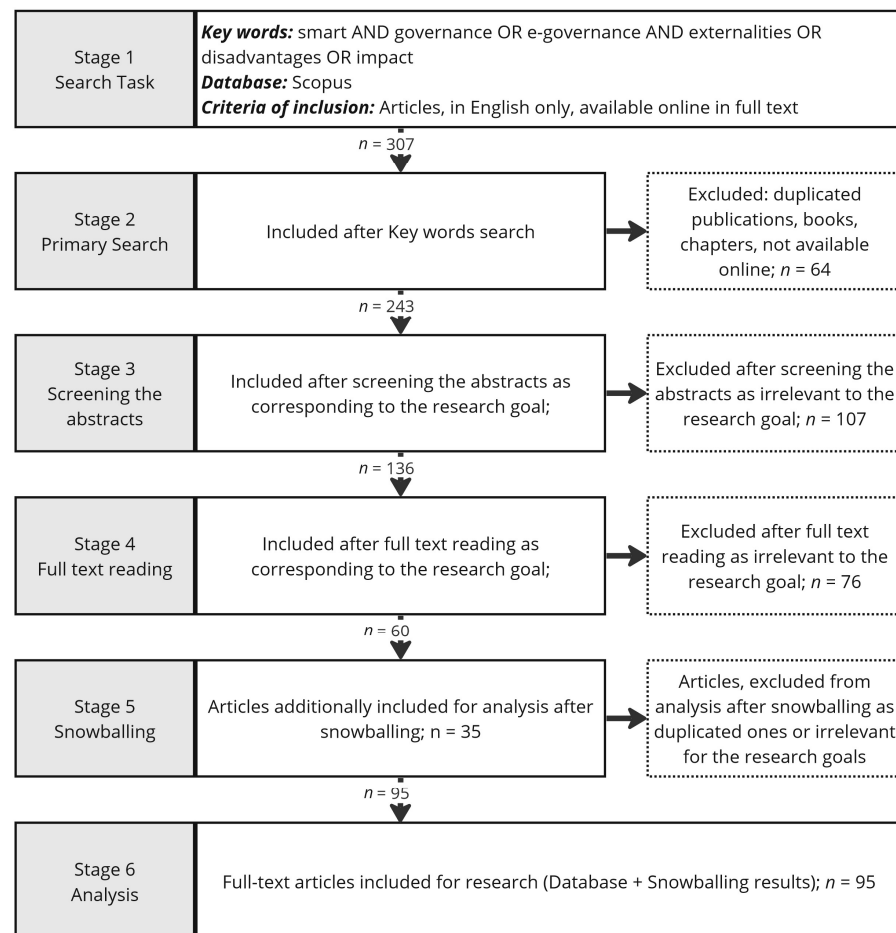 Stage 1
Search Task
Key words: smart AND governance OR e-governance AND externalities OR
disadvantages OR impact
Database: Scopus
Criteria of inclusion: Articles, in English only, available online in full text
n = 307
Stage 2
Primary Search
Included after Key words search
Excluded: duplicated
publications, books,
chapters, not available
online; n = 64
n = 243
Stage 3
Screening the
abstracts
Included after screening the abstracts as
corresponding to the research goal;
Excluded after screening the
abstracts as irrelevant to the
research goal; n = 107
n = 136
Stage 4
Full text reading
Included after full text reading as
corresponding to the research goal;
Excluded after full text
reading as irrelevant to the
research goal; n = 76
n = 60
Stage 5
Snowballing
Articles additionally included for analysis after
snowballing; n = 35
Articles, excluded from
analysis after snowballing as
duplicated ones or irrelevant
for the research goals
n = 95
Stage 6
Analysis
Full-text articles included for research (Database + Snowballing results); n = 95